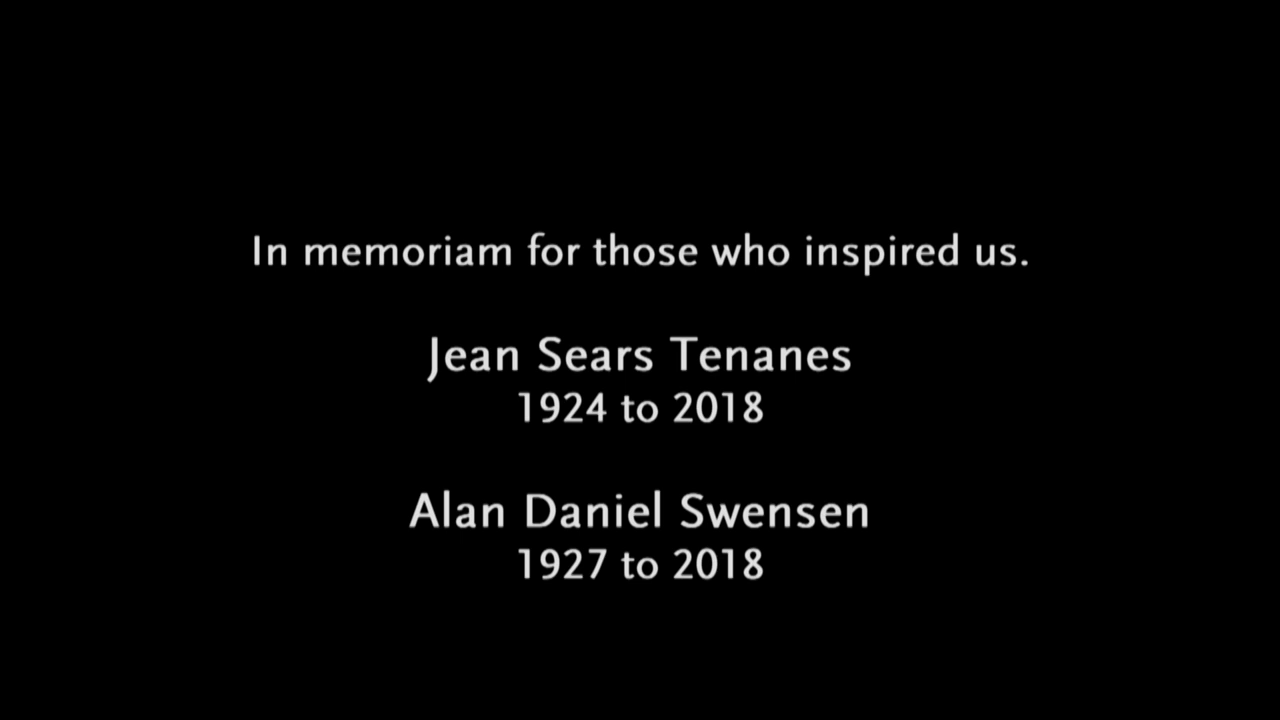 In memoriam for those who inspired us.
Jean Sears Tenanes
1924 to 2018
Alan Daniel Swensen
1927 to 2018